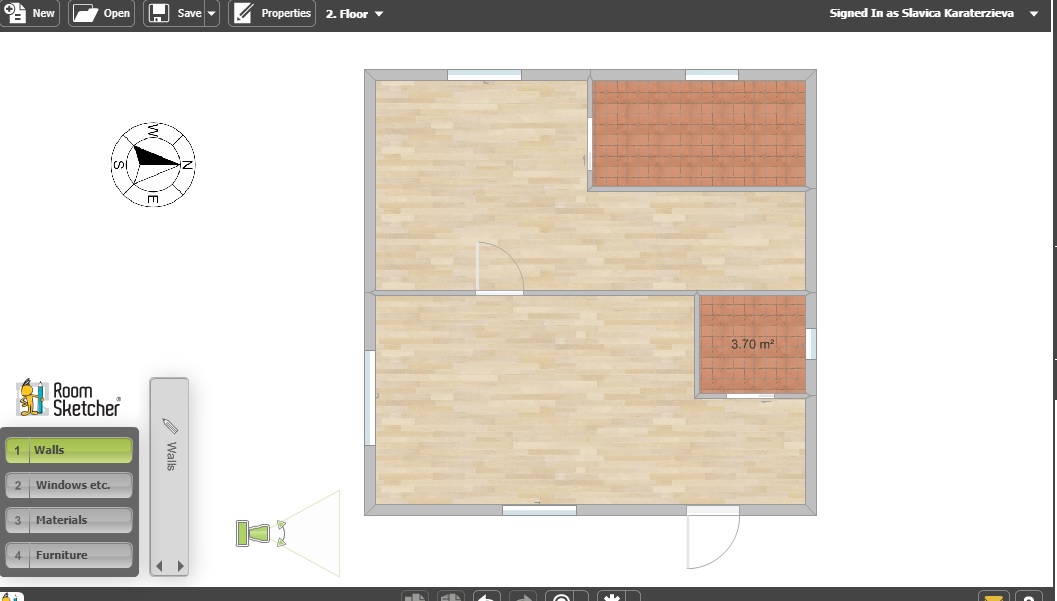 New
Open
Save
Properties
2. Floor
Signed In as Slavica Karaterzieva
W
S
N
E
3.70 m²
Room
Sketcher®
1 Walls
2 Windows etc.
3 Materials
4 Furniture
Walls